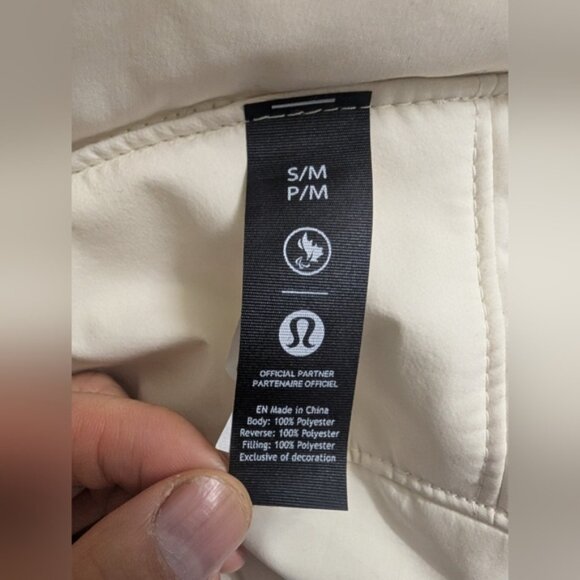 S/M
P/M
OFFICIAL PARTNER
PARTENAIRE OFFICIEL
EN Made in China
Body: 100% Polyester
Reverse: 100% Polyester
Filling: 100% Polyester
Exclusive of decoration